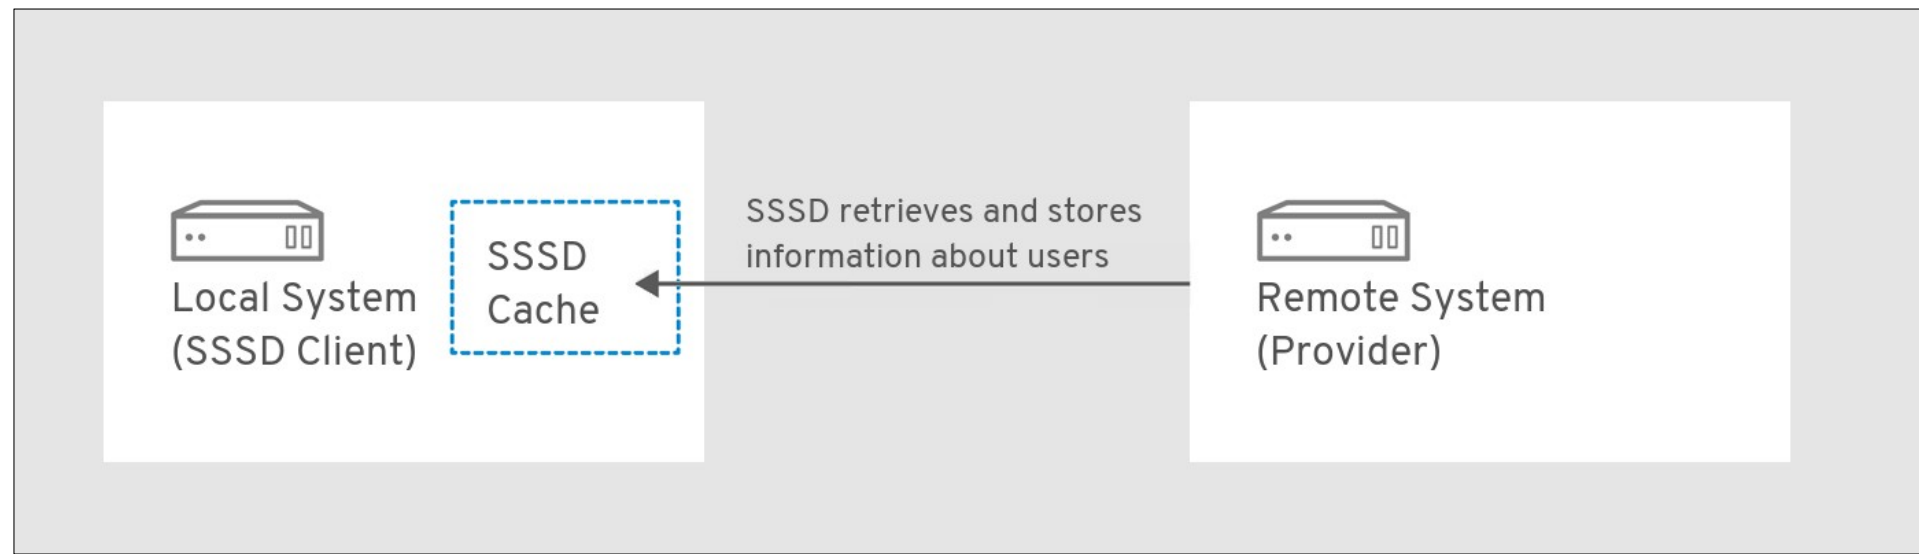 Local System
(SSSD Client)
SSSD
Cache
SSSD retrieves and stores
information about users
Remote System
(Provider)